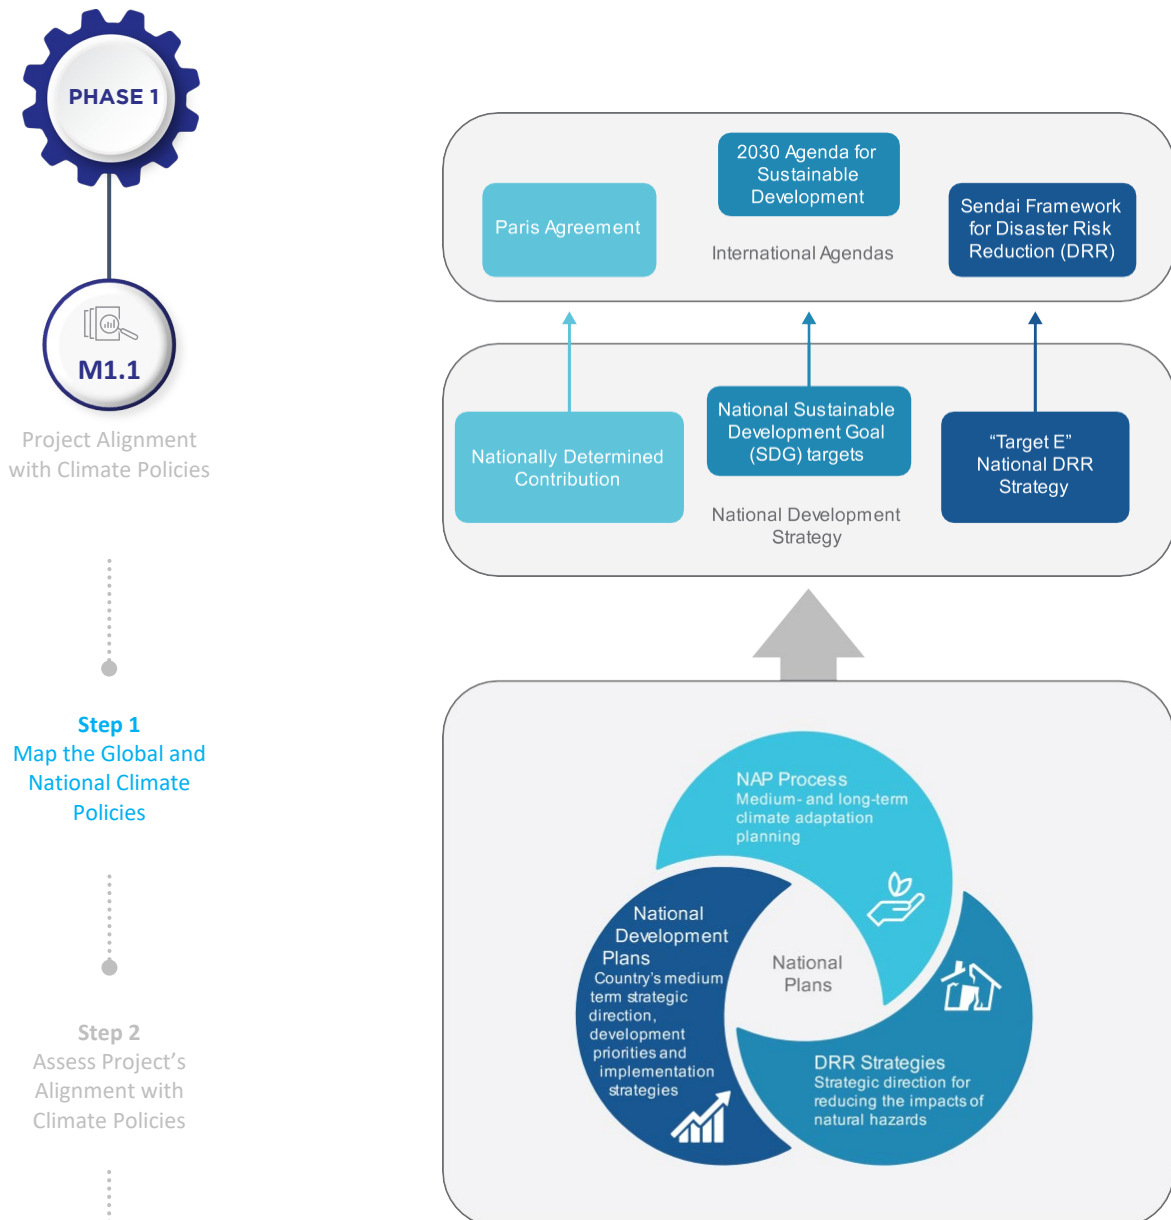 PHASE 1
M1.1
Project Alignment
with Climate Policies
Step 1
Map the Global and
National Climate
Policies
Step 2
Assess Project’s
Alignment with
Climate Policies
Paris Agreement
2030 Agenda for
Sustainable
Development
International Agendas
Sendai Framework
for Disaster Risk
Reduction (DRR)
Nationally Determined
Contribution
National Sustainable
Development Goal
(SDG) targets
National Development
Strategy
“Target E”
National DRR
Strategy
NAP Process
Medium- and long-term
climate adaptation
planning
National
Development
Plans
Country’s medium
term strategic
direction,
development
priorities and
implementation
strategies
National
Plans
DRR Strategies
Strategic direction for
reducing the impacts of
natural hazards